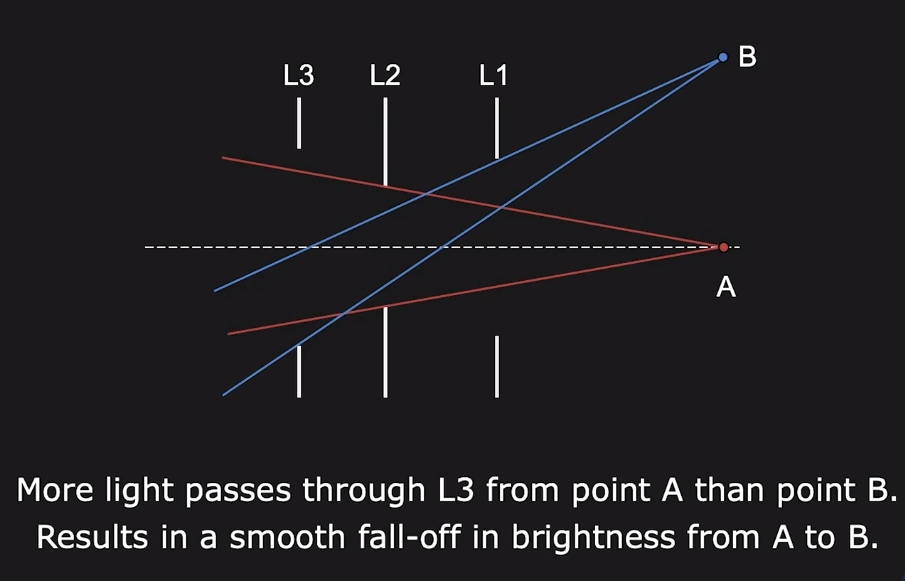 B
L3 L2 L1
A
More light passes through L3 from point A than point B.
Results in a smooth fall-off in brightness from A to B.